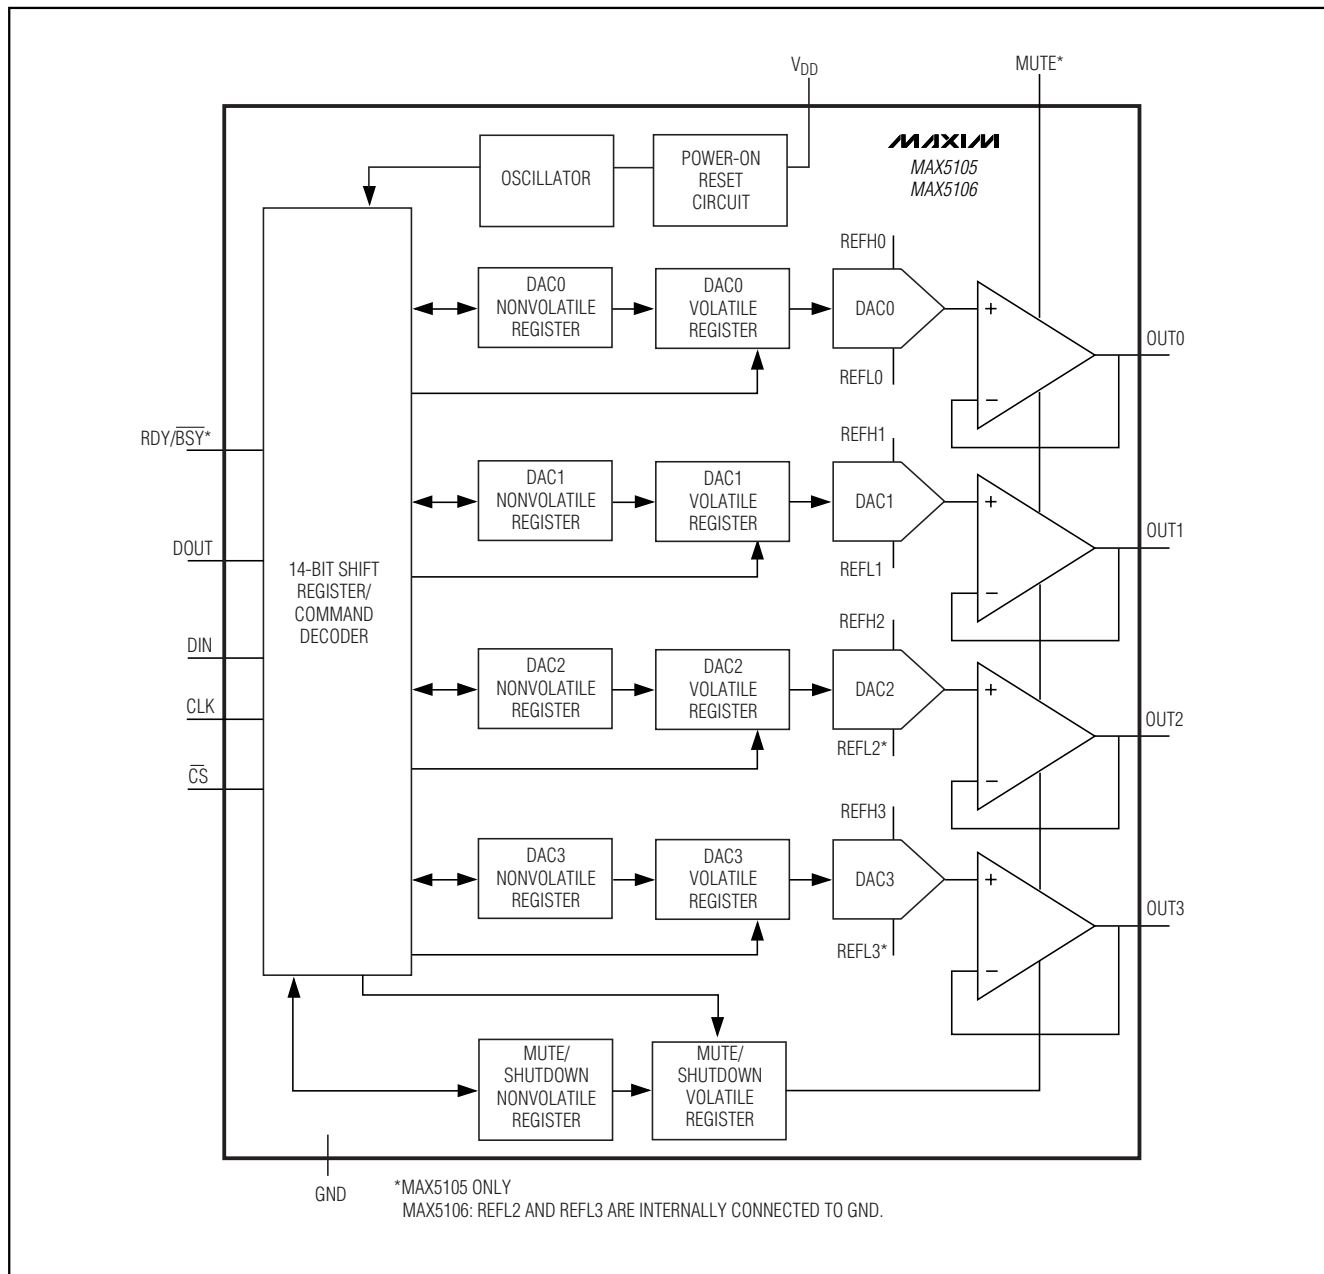 VDD
MUTE*
MAXIM
MAX5105
MAX5106
OSCILLATOR
POWER-ON
RESET
CIRCUIT
REFH0
DAC0
NONVOLATILE
REGISTER
DAC0
VOLATILE
REGISTER
DAC0
+
−
OUT0
REFL0
RDY/B̅S̅Y̅*
REFH1
DAC1
NONVOLATILE
REGISTER
DAC1
VOLATILE
REGISTER
DAC1
+
−
OUT1
REFL1
DOUT
14-BIT SHIFT
REGISTER/
COMMAND
DECODER
DIN
CLK
C̅S̅
REFH2
DAC2
NONVOLATILE
REGISTER
DAC2
VOLATILE
REGISTER
DAC2
+
−
OUT2
REFL2*
REFH3
DAC3
NONVOLATILE
REGISTER
DAC3
VOLATILE
REGISTER
DAC3
+
−
OUT3
REFL3*
MUTE/
SHUTDOWN
NONVOLATILE
REGISTER
MUTE/
SHUTDOWN
VOLATILE
REGISTER
GND
*MAX5105 ONLY
MAX5106: REFL2 AND REFL3 ARE INTERNALLY CONNECTED TO GND.